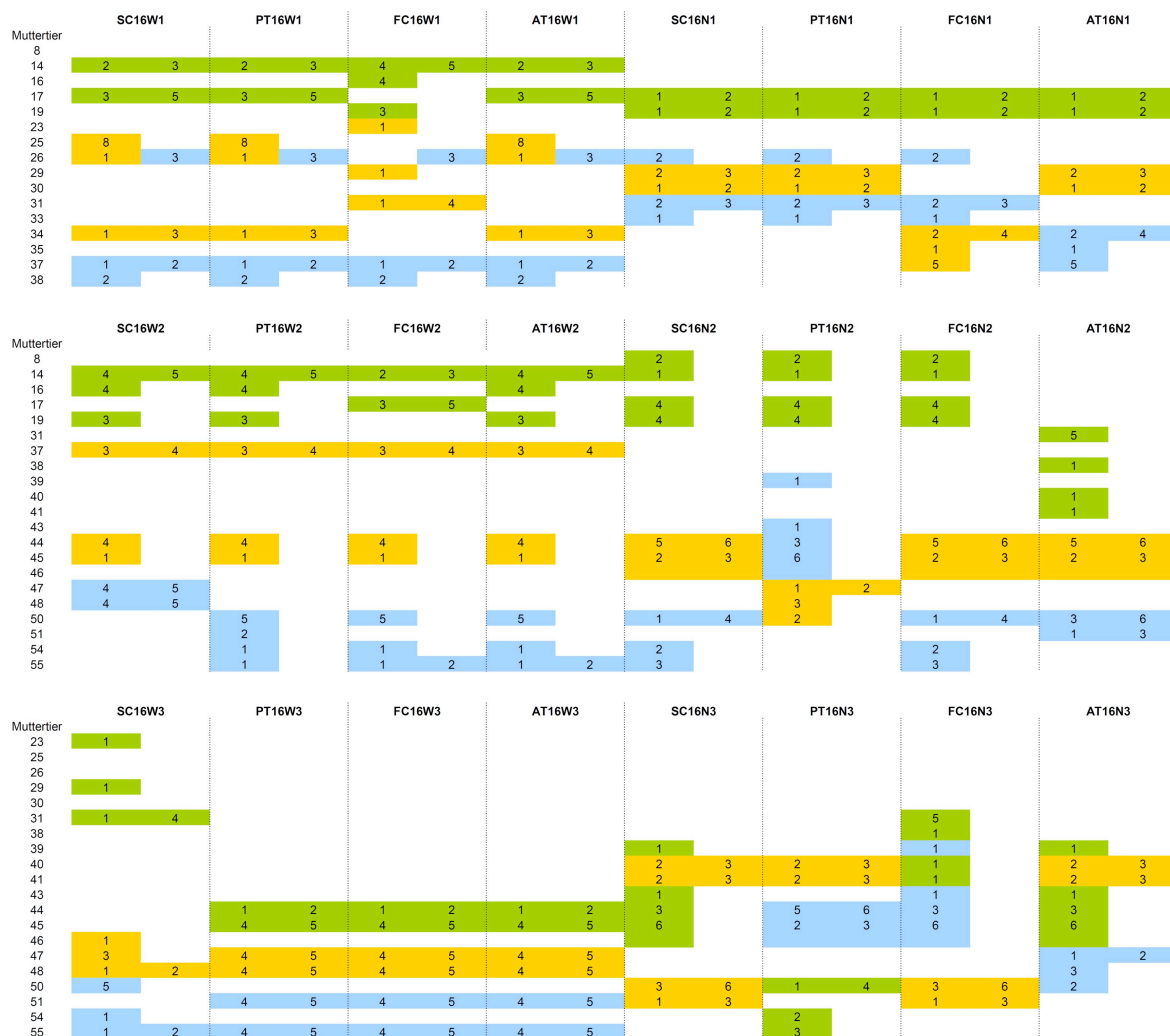 SC16W1 PT16W1 FC16W1 AT16W1 SC16N1 PT16N1 FC16N1 AT16N1
Muttertier
8
14 2 3 2 3 4 5 2 3
16 4
17 3 5 3 5 3 5 1 2 1 2 1 2 1 2
19 3 1 2 1 2 1 2 1 2
23 1
25 8 8 8
26 1 3 1 3 3 1 3 2 2 2
29 1 2 3 2 3 2 3
30 1 2 1 2 1 2
31 1 4 2 3 2 3 2 3
33 1 1 1
34 1 3 1 3 1 3 2 4 2 4
35 1 1
37 1 2 1 2 1 2 1 2 5 5
38 2 2 2 2
SC16W2 PT16W2 FC16W2 AT16W2 SC16N2 PT16N2 FC16N2 AT16N2
Muttertier
8 2 2 2
14 4 5 4 5 2 3 4 5 1 1 1
16 4 4 4
17 3 5 4 4 4
19 3 3 3 4 4 4
31 5
37 3 4 3 4 3 4 3 4
38 1
39 1
40 1
41 1
43 1
44 4 4 4 4 5 6 3 5 6 5 6
45 1 1 1 1 2 3 6 2 3 2 3
46
47 4 5 1 2
48 4 5 3
50 5 5 5 1 4 2 1 4 3 6
51 2 1 3
54 1 1 1 2 2
55 1 1 2 1 2 3 3
SC16W3 PT16W3 FC16W3 AT16W3 SC16N3 PT16N3 FC16N3 AT16N3
Muttertier
23 1
25
26
29 1
30
31 1 4 5
38 1
39 1 1 1
40 2 3 2 3 1 2 3
41 2 3 2 3 1 2 3
43 1 1 1
44 1 2 1 2 1 2 3 5 6 3 3
45 4 5 4 5 4 5 6 2 3 6 6
46 1
47 3 4 5 4 5 4 5 1 2
48 1 2 4 5 4 5 4 5 3
50 5 3 6 1 4 3 6 2
51 4 5 4 5 4 5 1 3 1 3
54 1 2
55 1 2 4 5 4 5 4 5 3